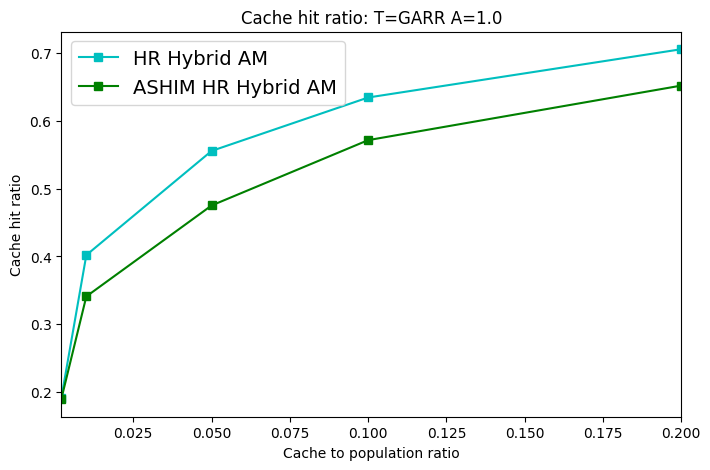 Cache hit ratio: T=GARR A=1.0
HR Hybrid AM
ASHIM HR Hybrid AM
Cache hit ratio
0.7
0.6
0.5
0.4
0.3
0.2
0.025
0.050
0.075
0.100
0.125
0.150
0.175
0.200
Cache to population ratio